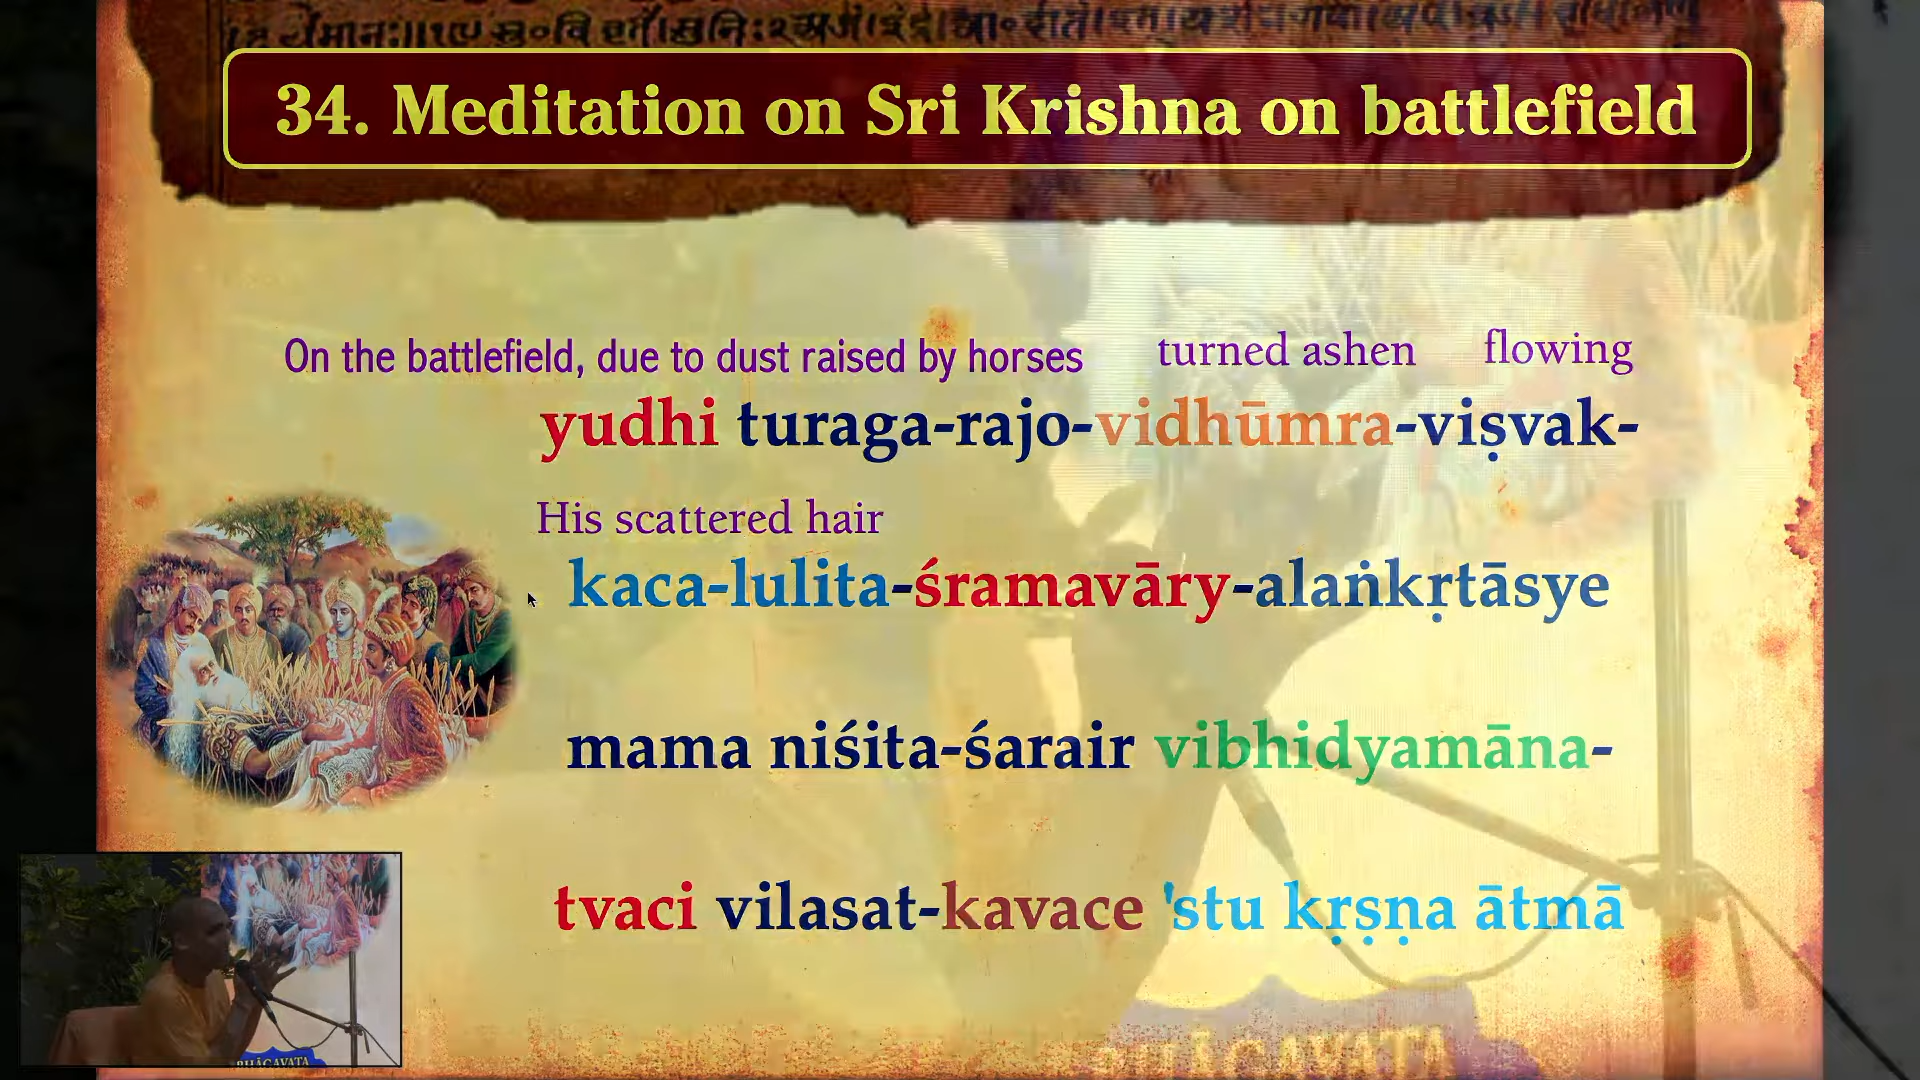 34. Meditation on Sri Krishna on battlefield
On the battlefield, due to dust raised by horses turned ashen flowing
yudhi turaga-rajo-vidhūmra-viṣvak-
His scattered hair
kaca-lulita-śramavāry-alaṅkṛtāsye
mama niśita-śarair vibhidyamāna-
tvaci vilasat-kavace 'stu kṛṣṇa ātmā
BHĀGAVATA